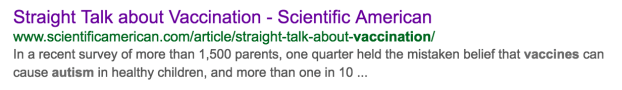 Straight Talk about Vaccination - Scientific American
www.scientificamerican.com/article/straight-talk-about-vaccination/
In a recent survey of more than 1,500 parents, one quarter held the mistaken belief that vaccines can
cause autism in healthy children, and more than one in 10 ...